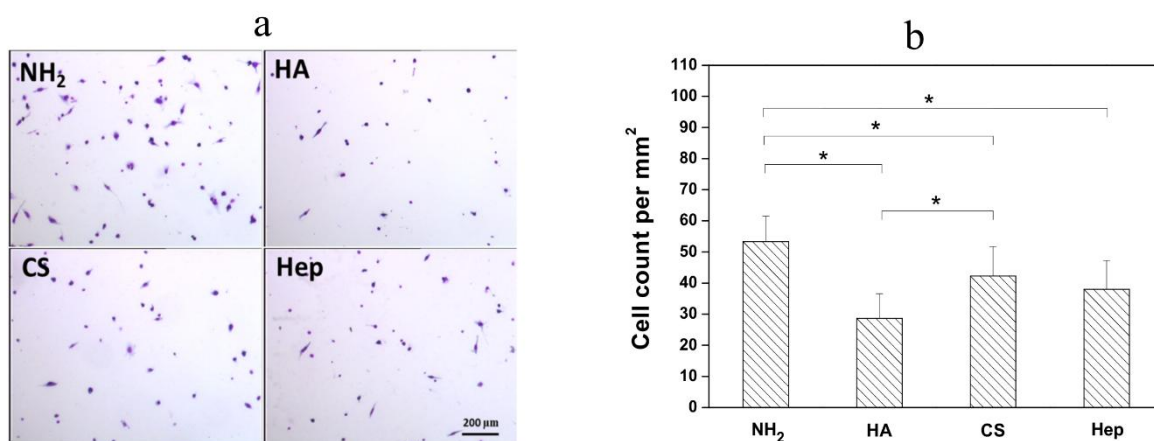 a
NH₂
HA
CS
Hep
200 µm
b
Cell count per mm²
110
100
90
80
70
60
50
40
30
20
10
0
*
*
*
*
NH₂
HA
CS
Hep